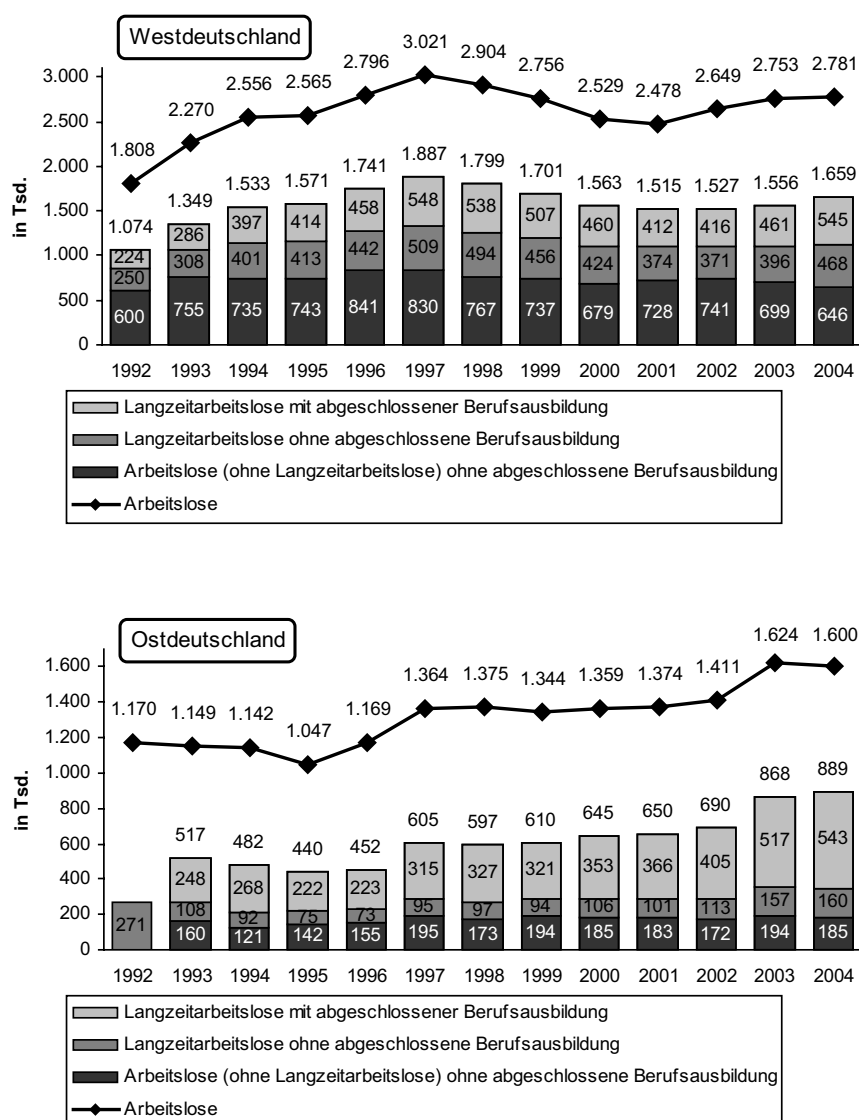 Westdeutschland
in Tsd.
3.000
2.500
2.000
1.500
1.000
500
0
1.808 2.270 2.556 2.565 2.796 3.021 2.904 2.756 2.529 2.478 2.649 2.753 2.781
1.074 1.349 1.533 1.571 1.741 1.887 1.799 1.701 1.563 1.515 1.527 1.556 1.659
224 286 397 414 458 548 538 507 460 412 416 461 545
250 308 401 413 442 509 494 456 424 374 371 396 468
600 755 735 743 841 830 767 737 679 728 741 699 646
1992 1993 1994 1995 1996 1997 1998 1999 2000 2001 2002 2003 2004
Langzeitarbeitslose mit abgeschlossener Berufsausbildung
Langzeitarbeitslose ohne abgeschlossene Berufsausbildung
Arbeitslose (ohne Langzeitarbeitslose) ohne abgeschlossene Berufsausbildung
Arbeitslose
Ostdeutschland
in Tsd.
1.600
1.400
1.200
1.000
800
600
400
200
0
1.170 1.149 1.142 1.047 1.169 1.364 1.375 1.344 1.359 1.374 1.411 1.624 1.600
517 482 440 452 605 597 610 645 650 690 868 889
248 268 222 223 315 327 321 353 366 405 517 543
271 108 92 75 73 95 97 94 106 101 113 157 160
160 121 142 155 195 173 194 185 183 172 194 185
1992 1993 1994 1995 1996 1997 1998 1999 2000 2001 2002 2003 2004
Langzeitarbeitslose mit abgeschlossener Berufsausbildung
Langzeitarbeitslose ohne abgeschlossene Berufsausbildung
Arbeitslose (ohne Langzeitarbeitslose) ohne abgeschlossene Berufsausbildung
Arbeitslose